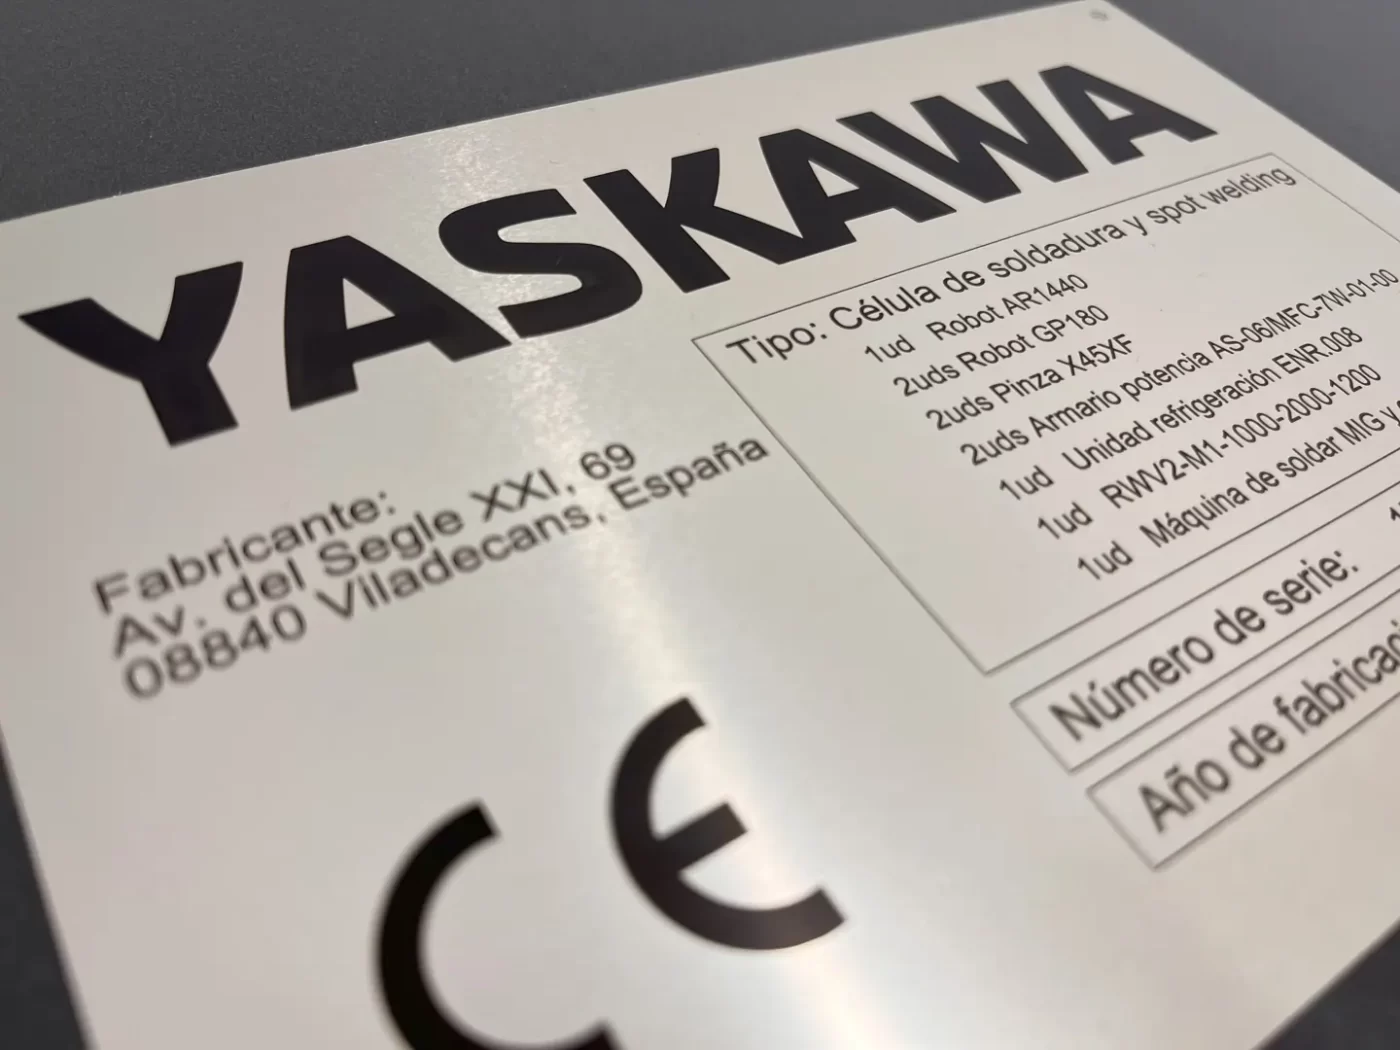 YASKAWA
Fabricante:
Av. del Segle XXI, 69
08840 Viladecans, España
CE
Tipo: Célula de soldadura y spot welding
1ud Robot AR1440
2uds Robot GP180
2uds Pinza X45XF
2uds Armario potencia AS-06/MFC-7W-01-00
1ud Unidad refrigeración ENR.008
1ud RWV2-M1-1000-2000-1200
1ud Máquina de soldar MIG y
Número de serie:
Año de